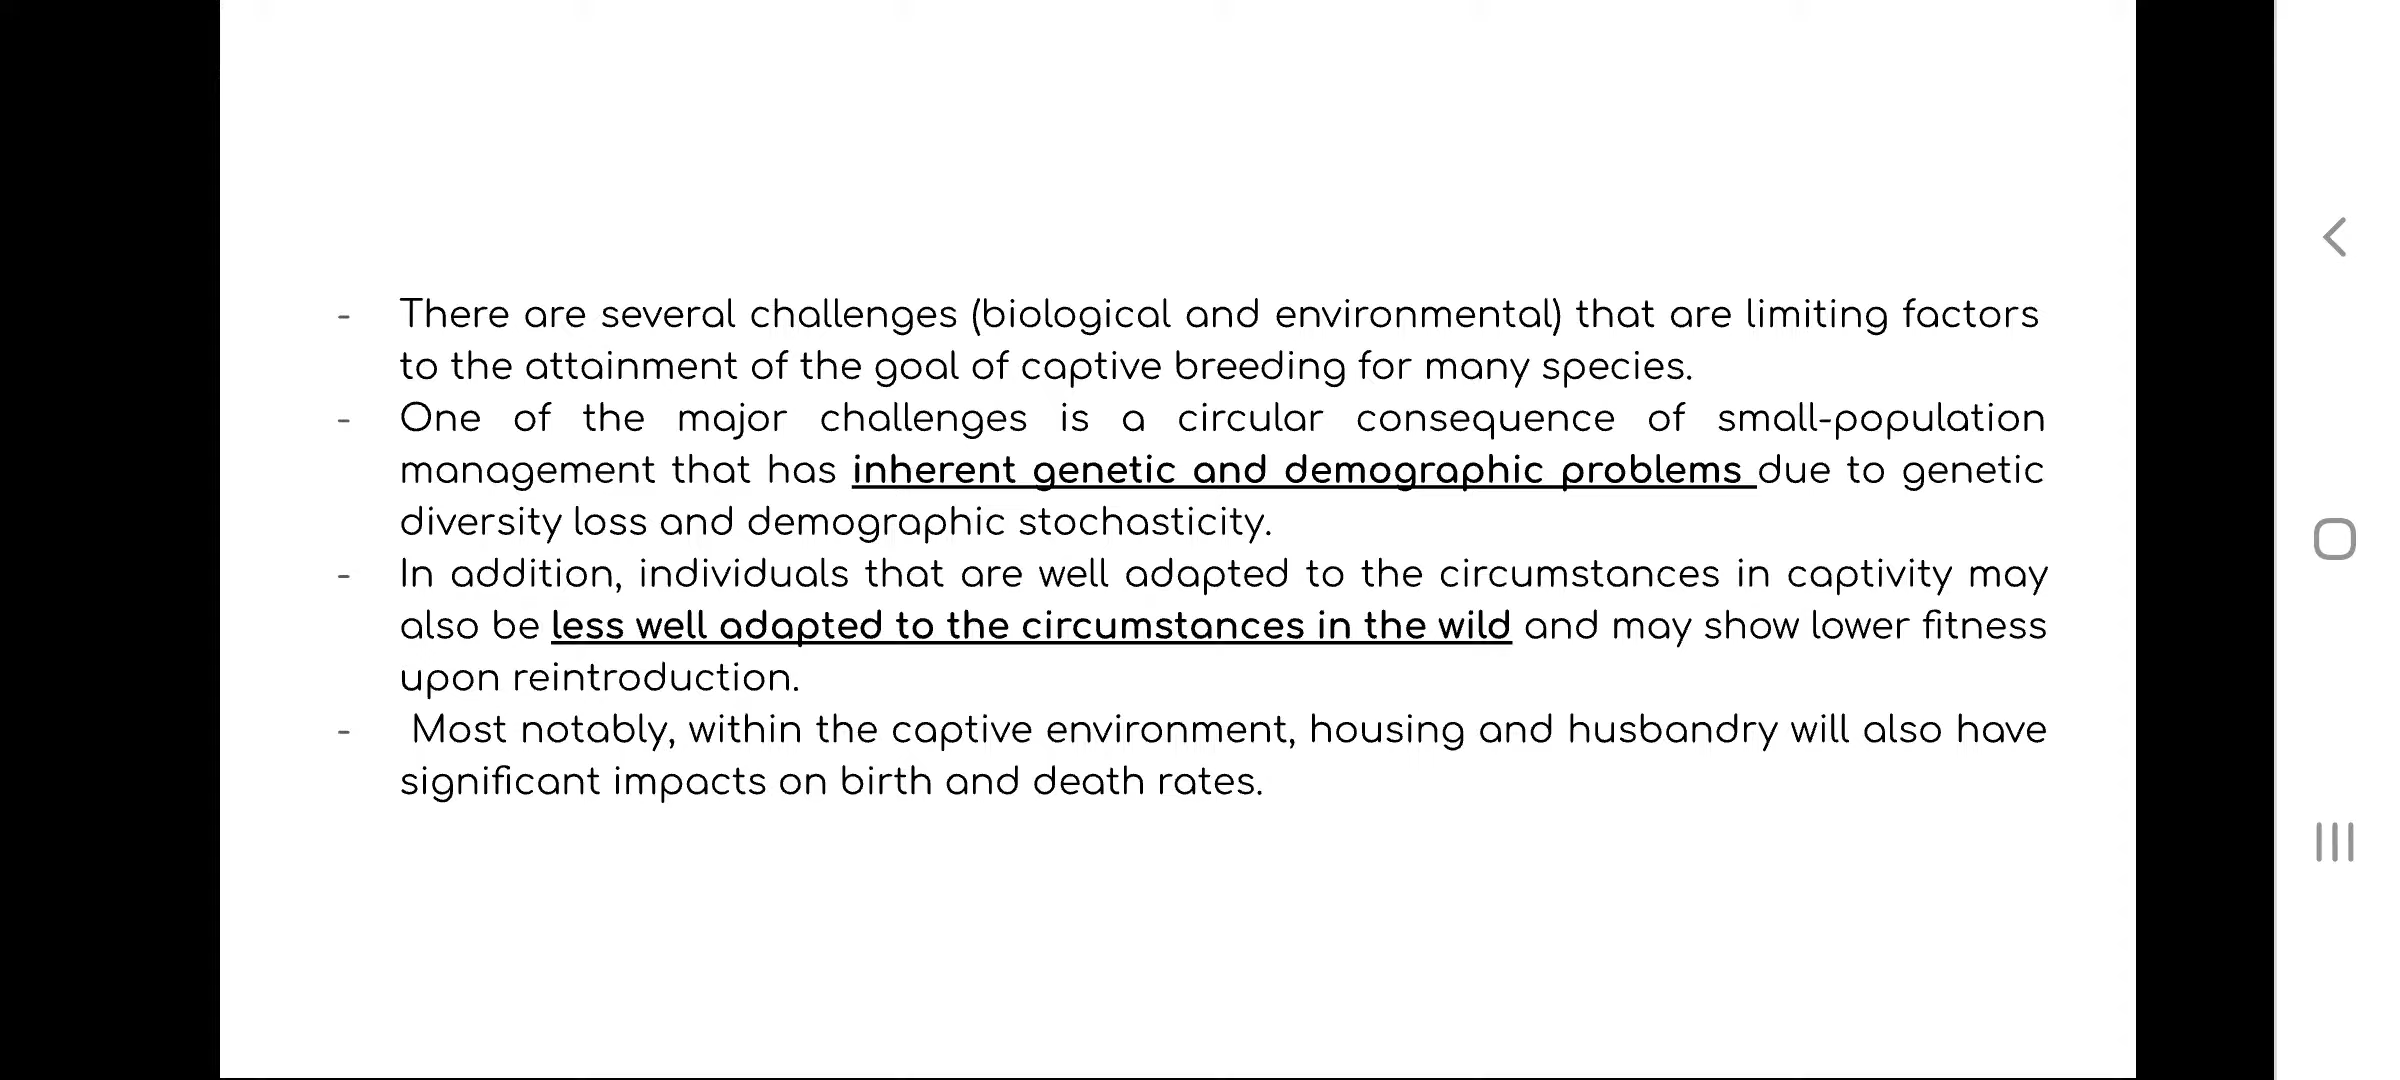 - There are several challenges (biological and environmental) that are limiting factors
to the attainment of the goal of captive breeding for many species.
- One of the major challenges is a circular consequence of small-population
management that has inherent genetic and demographic problems due to genetic
diversity loss and demographic stochasticity.
- In addition, individuals that are well adapted to the circumstances in captivity may
also be less well adapted to the circumstances in the wild and may show lower fitness
upon reintroduction.
- Most notably, within the captive environment, housing and husbandry will also have
significant impacts on birth and death rates.